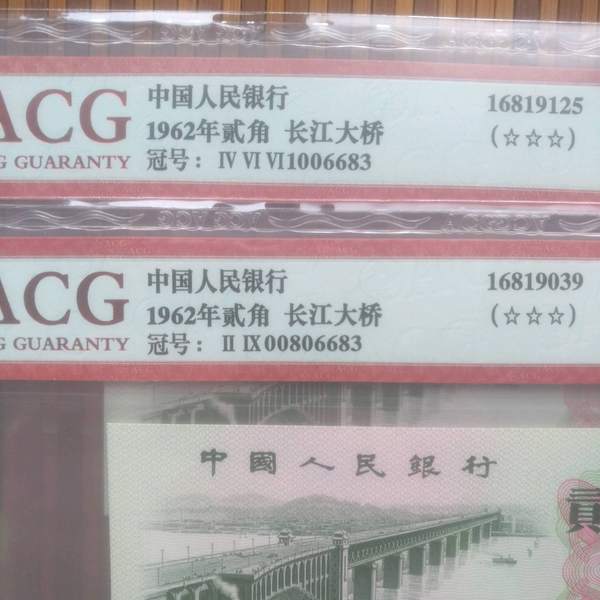 ACG
GUARANTY
中国人民银行
1962年贰角 长江大桥
冠号: Ⅳ Ⅵ Ⅵ1006683
16819125
(☆☆☆)
ACG
GUARANTY
中国人民银行
1962年贰角 长江大桥
冠号: Ⅱ Ⅸ00806683
16819039
(☆☆☆)
中國人民銀行